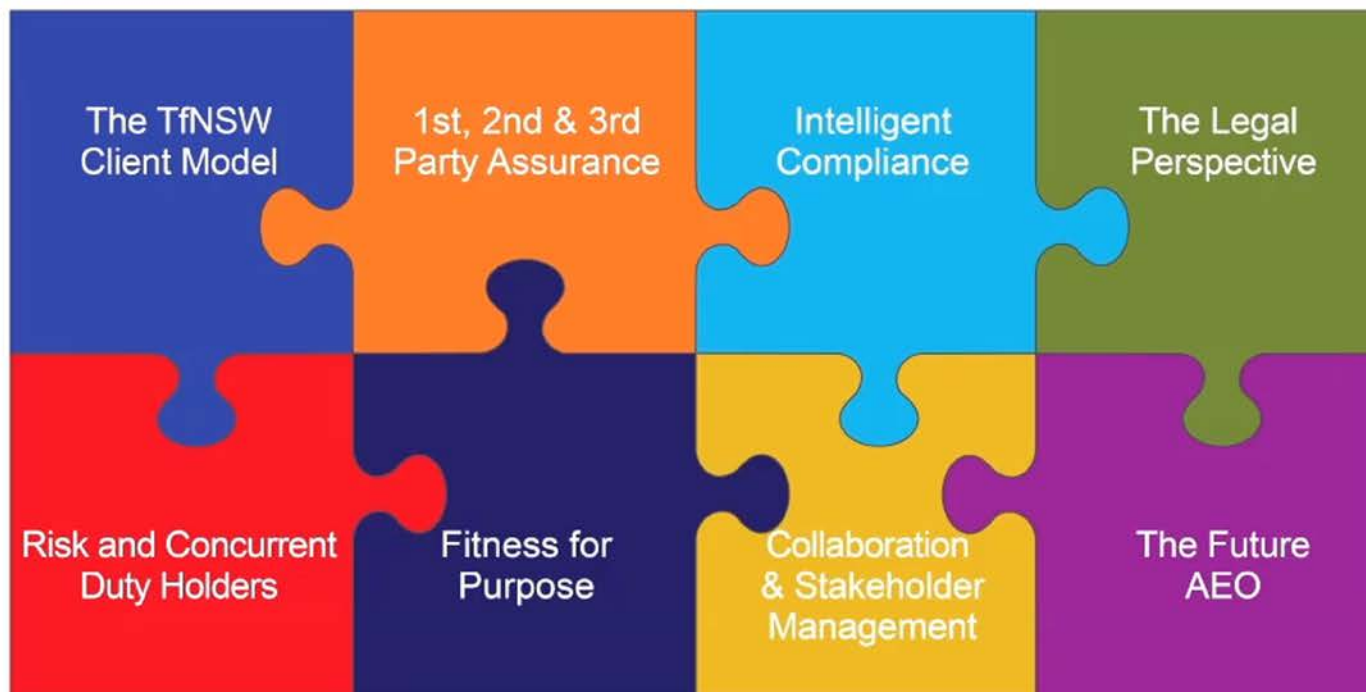 The TfNSW
Client Model
1st, 2nd & 3rd
Party Assurance
Intelligent
Compliance
The Legal
Perspective
Risk and Concurrent
Duty Holders
Fitness for
Purpose
Collaboration
& Stakeholder
Management
The Future
AEO